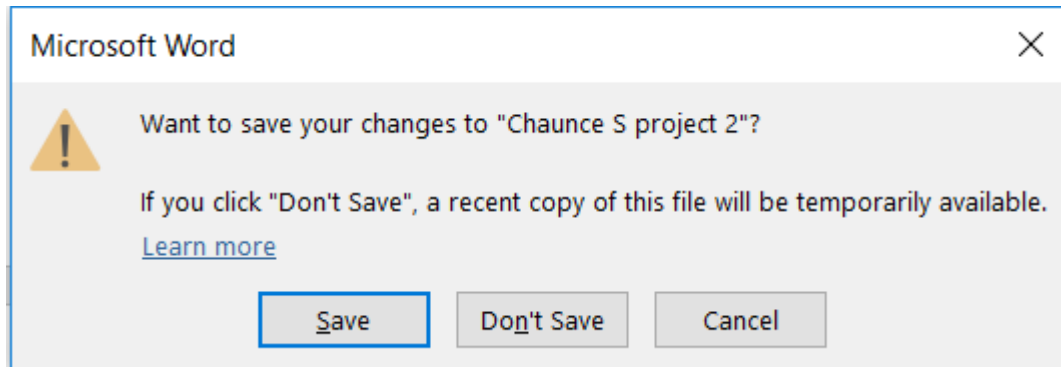 Microsoft Word
Want to save your changes to "Chaunce S project 2"?
If you click "Don't Save", a recent copy of this file will be temporarily available.
Learn more
Save Don't Save Cancel